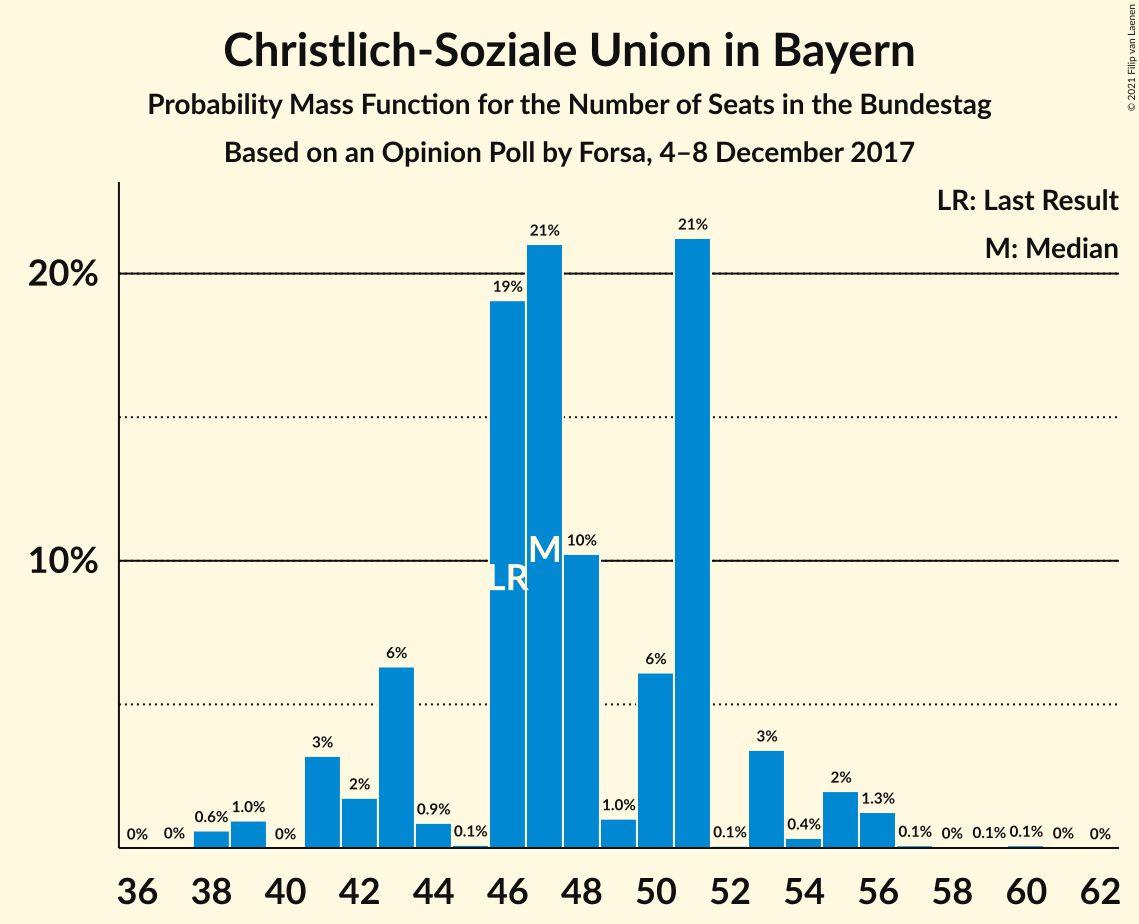 © 2021 Filip van Laenen
Christlich-Soziale Union in Bayern
Probability Mass Function for the Number of Seats in the Bundestag
Based on an Opinion Poll by Forsa, 4–8 December 2017
LR: Last Result
M: Median
20%
10%
0% 0% 0.6% 1.0% 0% 3% 2% 6% 0.9% 0.1% 19% 21% 10% 1.0% 6% 21% 0.1% 3% 0.4% 2% 1.3% 0.1% 0% 0.1% 0.1% 0% 0%
LR M
36 38 40 42 44 46 48 50 52 54 56 58 60 62